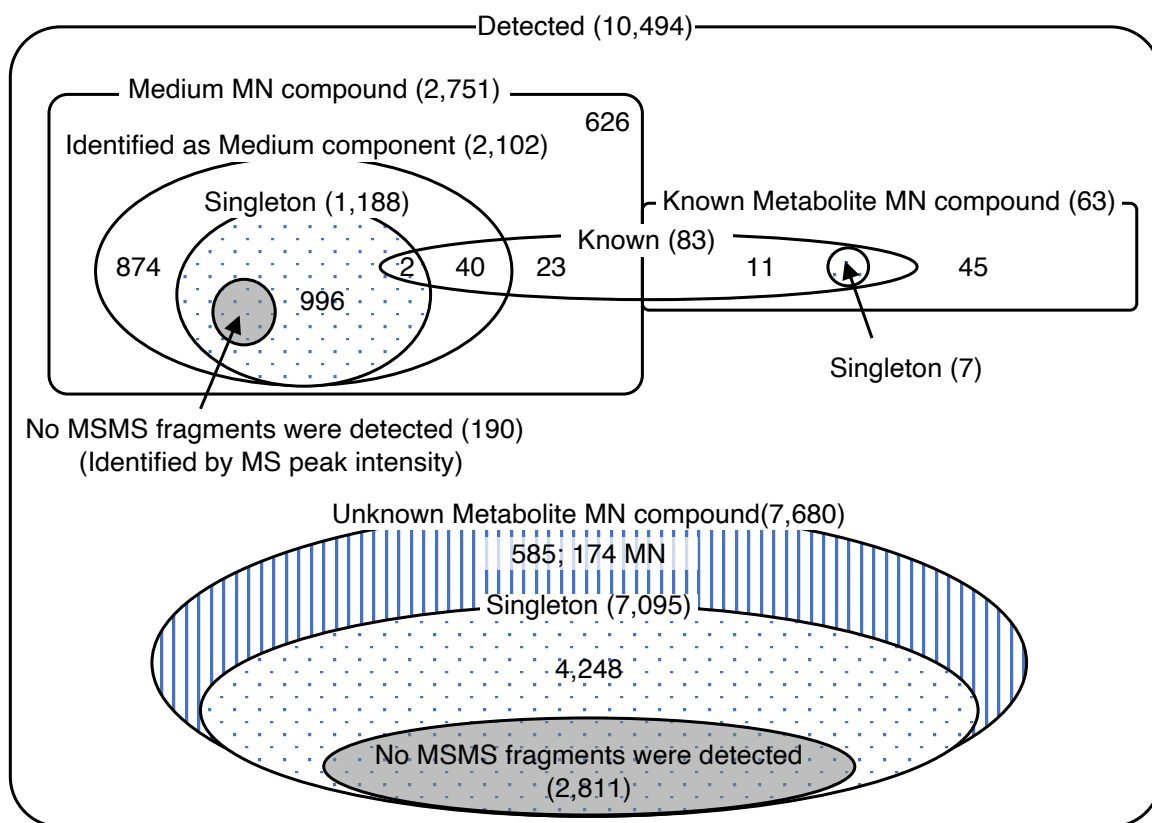 Detected (10,494)
Medium MN compound (2,751)
626
Identified as Medium component (2,102)
Singleton (1,188)
Known Metabolite MN compound (63)
Known (83)
874
2
40
23
11
45
996
Singleton (7)
No MSMS fragments were detected (190)
(Identified by MS peak intensity)
Unknown Metabolite MN compound(7,680)
585; 174 MN
Singleton (7,095)
4,248
No MSMS fragments were detected
(2,811)